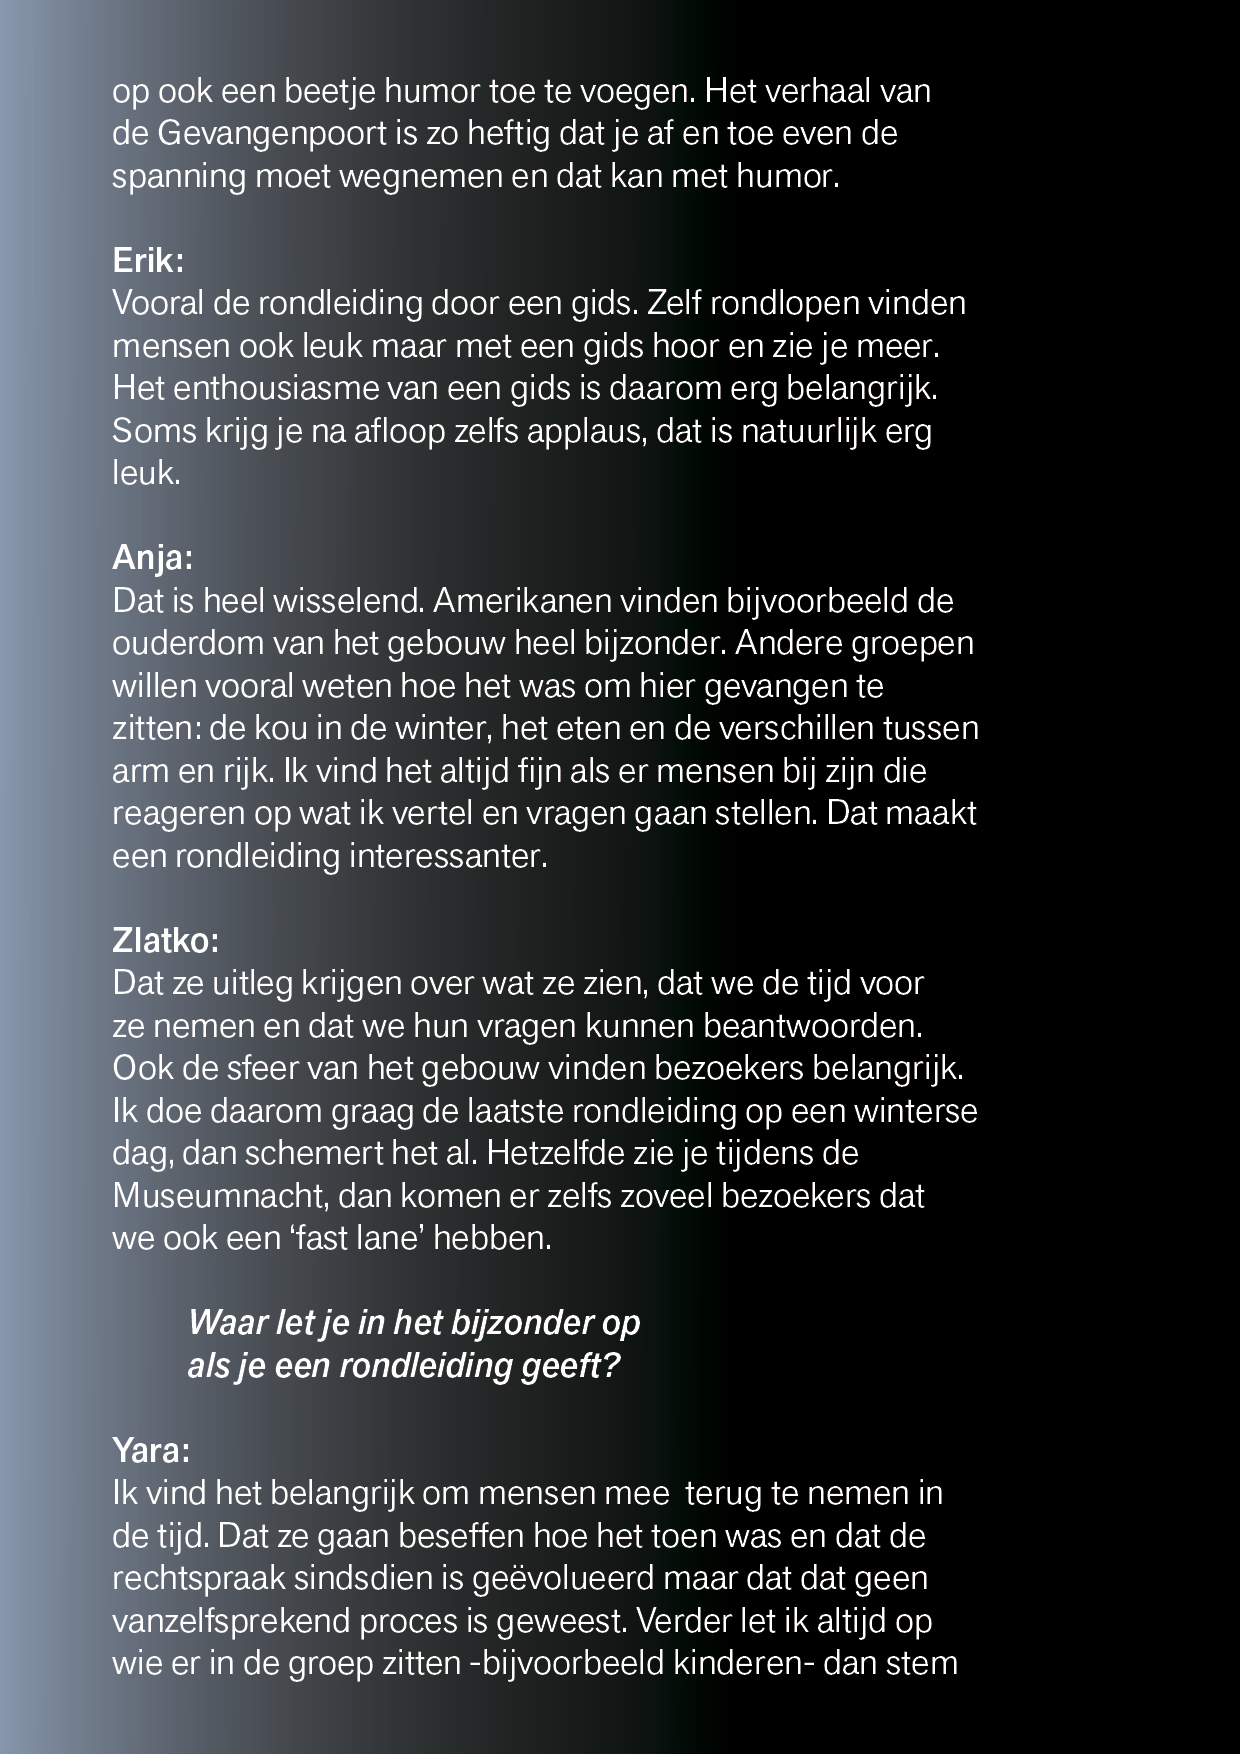 op ook een beetje humor toe te voegen. Het verhaal van
de Gevangenpoort is zo heftig dat je af en toe even de
spanning moet wegnemen en dat kan met humor.
Erik:
Vooral de rondleiding door een gids. Zelf rondlopen vinden
mensen ook leuk maar met een gids hoor en zie je meer.
Het enthousiasme van een gids is daarom erg belangrijk.
Soms krijg je na afloop zelfs applaus, dat is natuurlijk erg
leuk.
Anja:
Dat is heel wisselend. Amerikanen vinden bijvoorbeeld de
ouderdom van het gebouw heel bijzonder. Andere groepen
willen vooral weten hoe het was om hier gevangen te
zitten: de kou in de winter, het eten en de verschillen tussen
arm en rijk. Ik vind het altijd fijn als er mensen bij zijn die
reageren op wat ik vertel en vragen gaan stellen. Dat maakt
een rondleiding interessanter.
Zlatko:
Dat ze uitleg krijgen over wat ze zien, dat we de tijd voor
ze nemen en dat we hun vragen kunnen beantwoorden.
Ook de sfeer van het gebouw vinden bezoekers belangrijk.
Ik doe daarom graag de laatste rondleiding op een winterse
dag, dan schemert het al. Hetzelfde zie je tijdens de
Museumnacht, dan komen er zelfs zoveel bezoekers dat
we ook een ‘fast lane’ hebben.
Waar let je in het bijzonder op
als je een rondleiding geeft?
Yara:
Ik vind het belangrijk om mensen mee  terug te nemen in
de tijd. Dat ze gaan beseffen hoe het toen was en dat de
rechtspraak sindsdien is geëvolueerd maar dat dat geen
vanzelfsprekend proces is geweest. Verder let ik altijd op
wie er in de groep zitten -bijvoorbeeld kinderen- dan stem